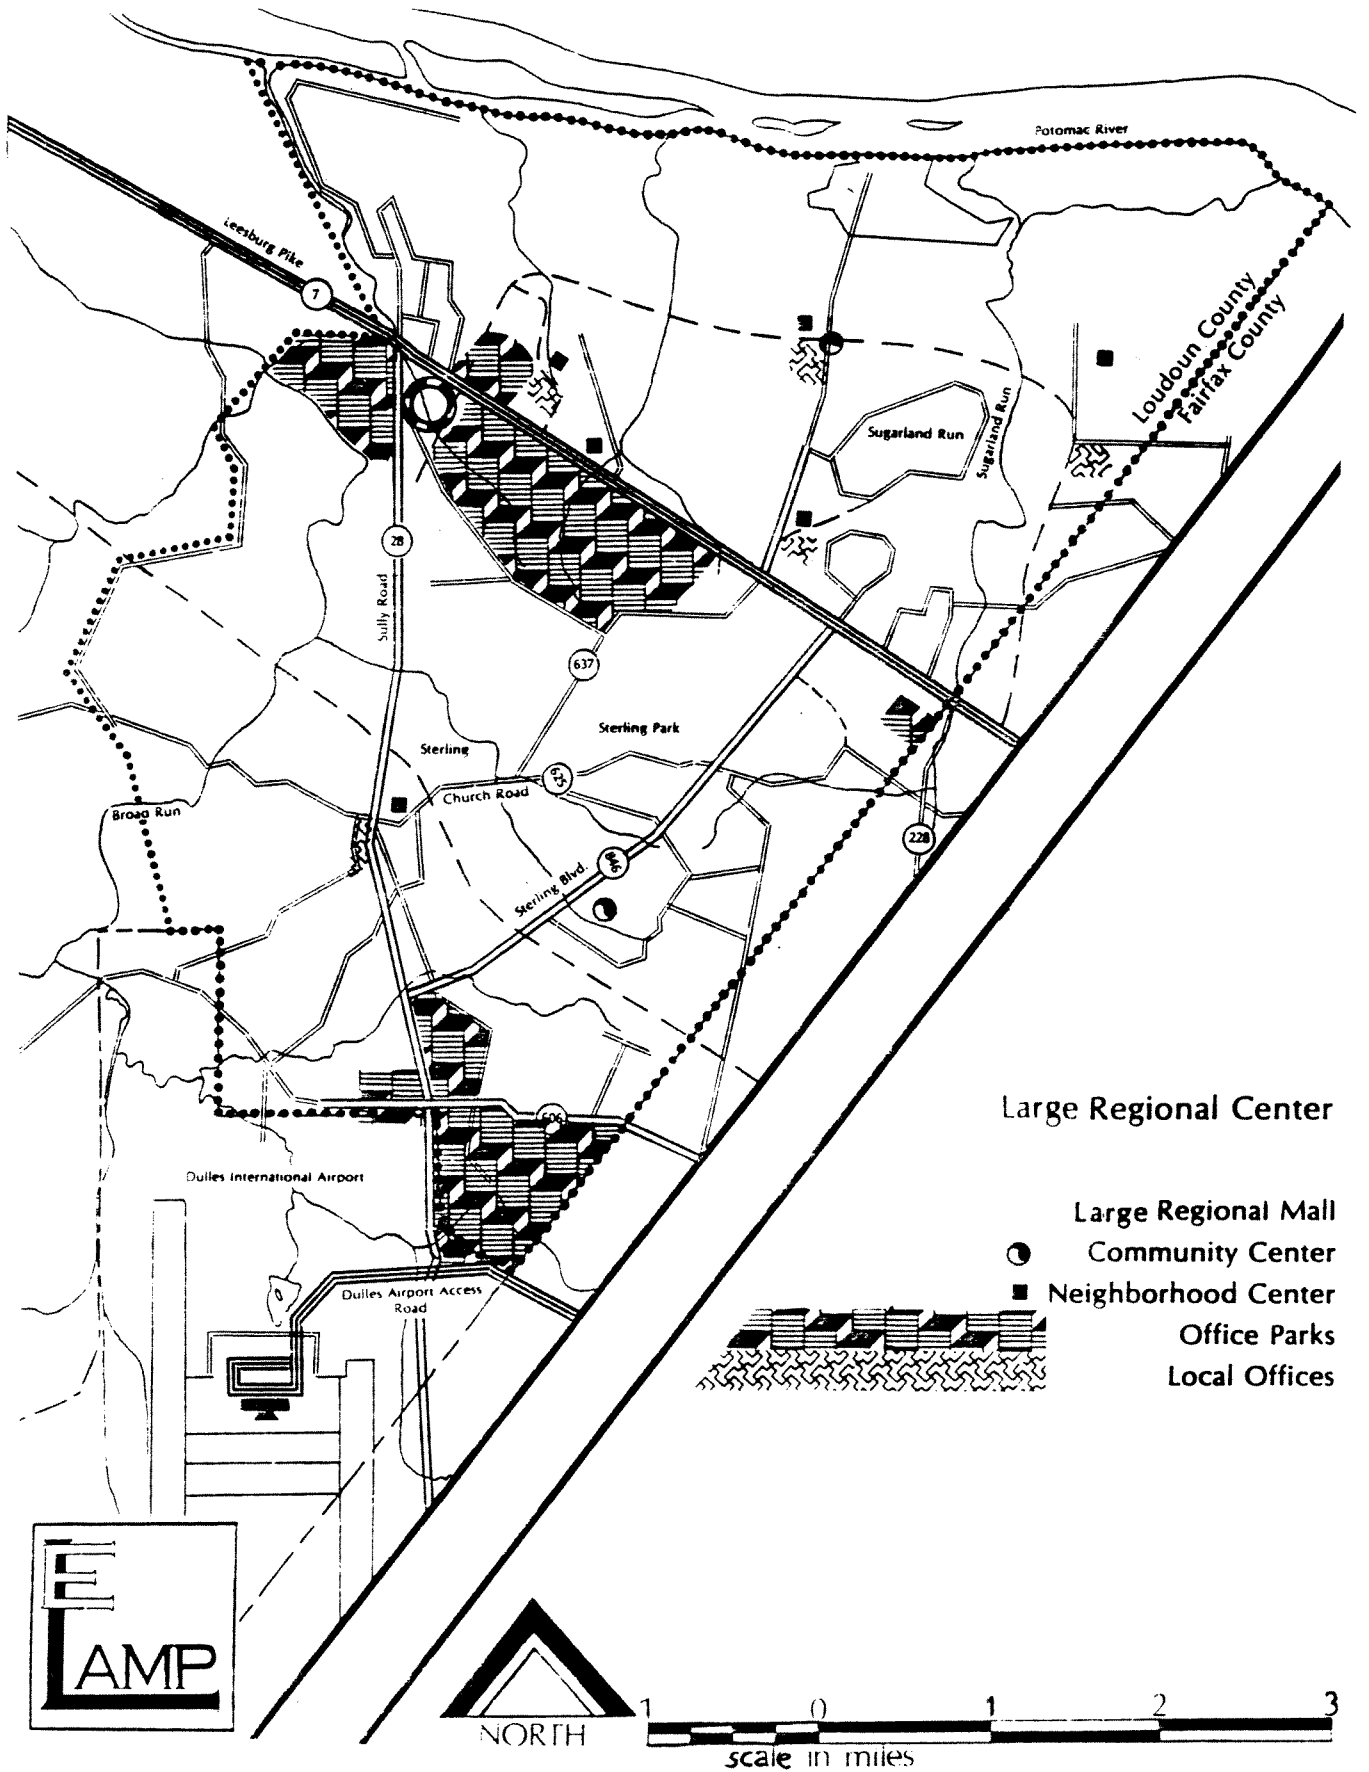 Potomac River
Leesburg Pike
7
Loudoun County
Fairfax County
Sugarland Run
Sugarland Run
28
Sully Road
637
Sterling Park
Sterling
625
Church Road
Broad Run
228
846
Sterling Blvd.
606
Large Regional Center
Dulles International Airport
Large Regional Mall
Community Center
Neighborhood Center
Dulles Airport Access
Road
Office Parks
Local Offices
E
LAMP
NORTH
1 0 1 2 3
scale in miles